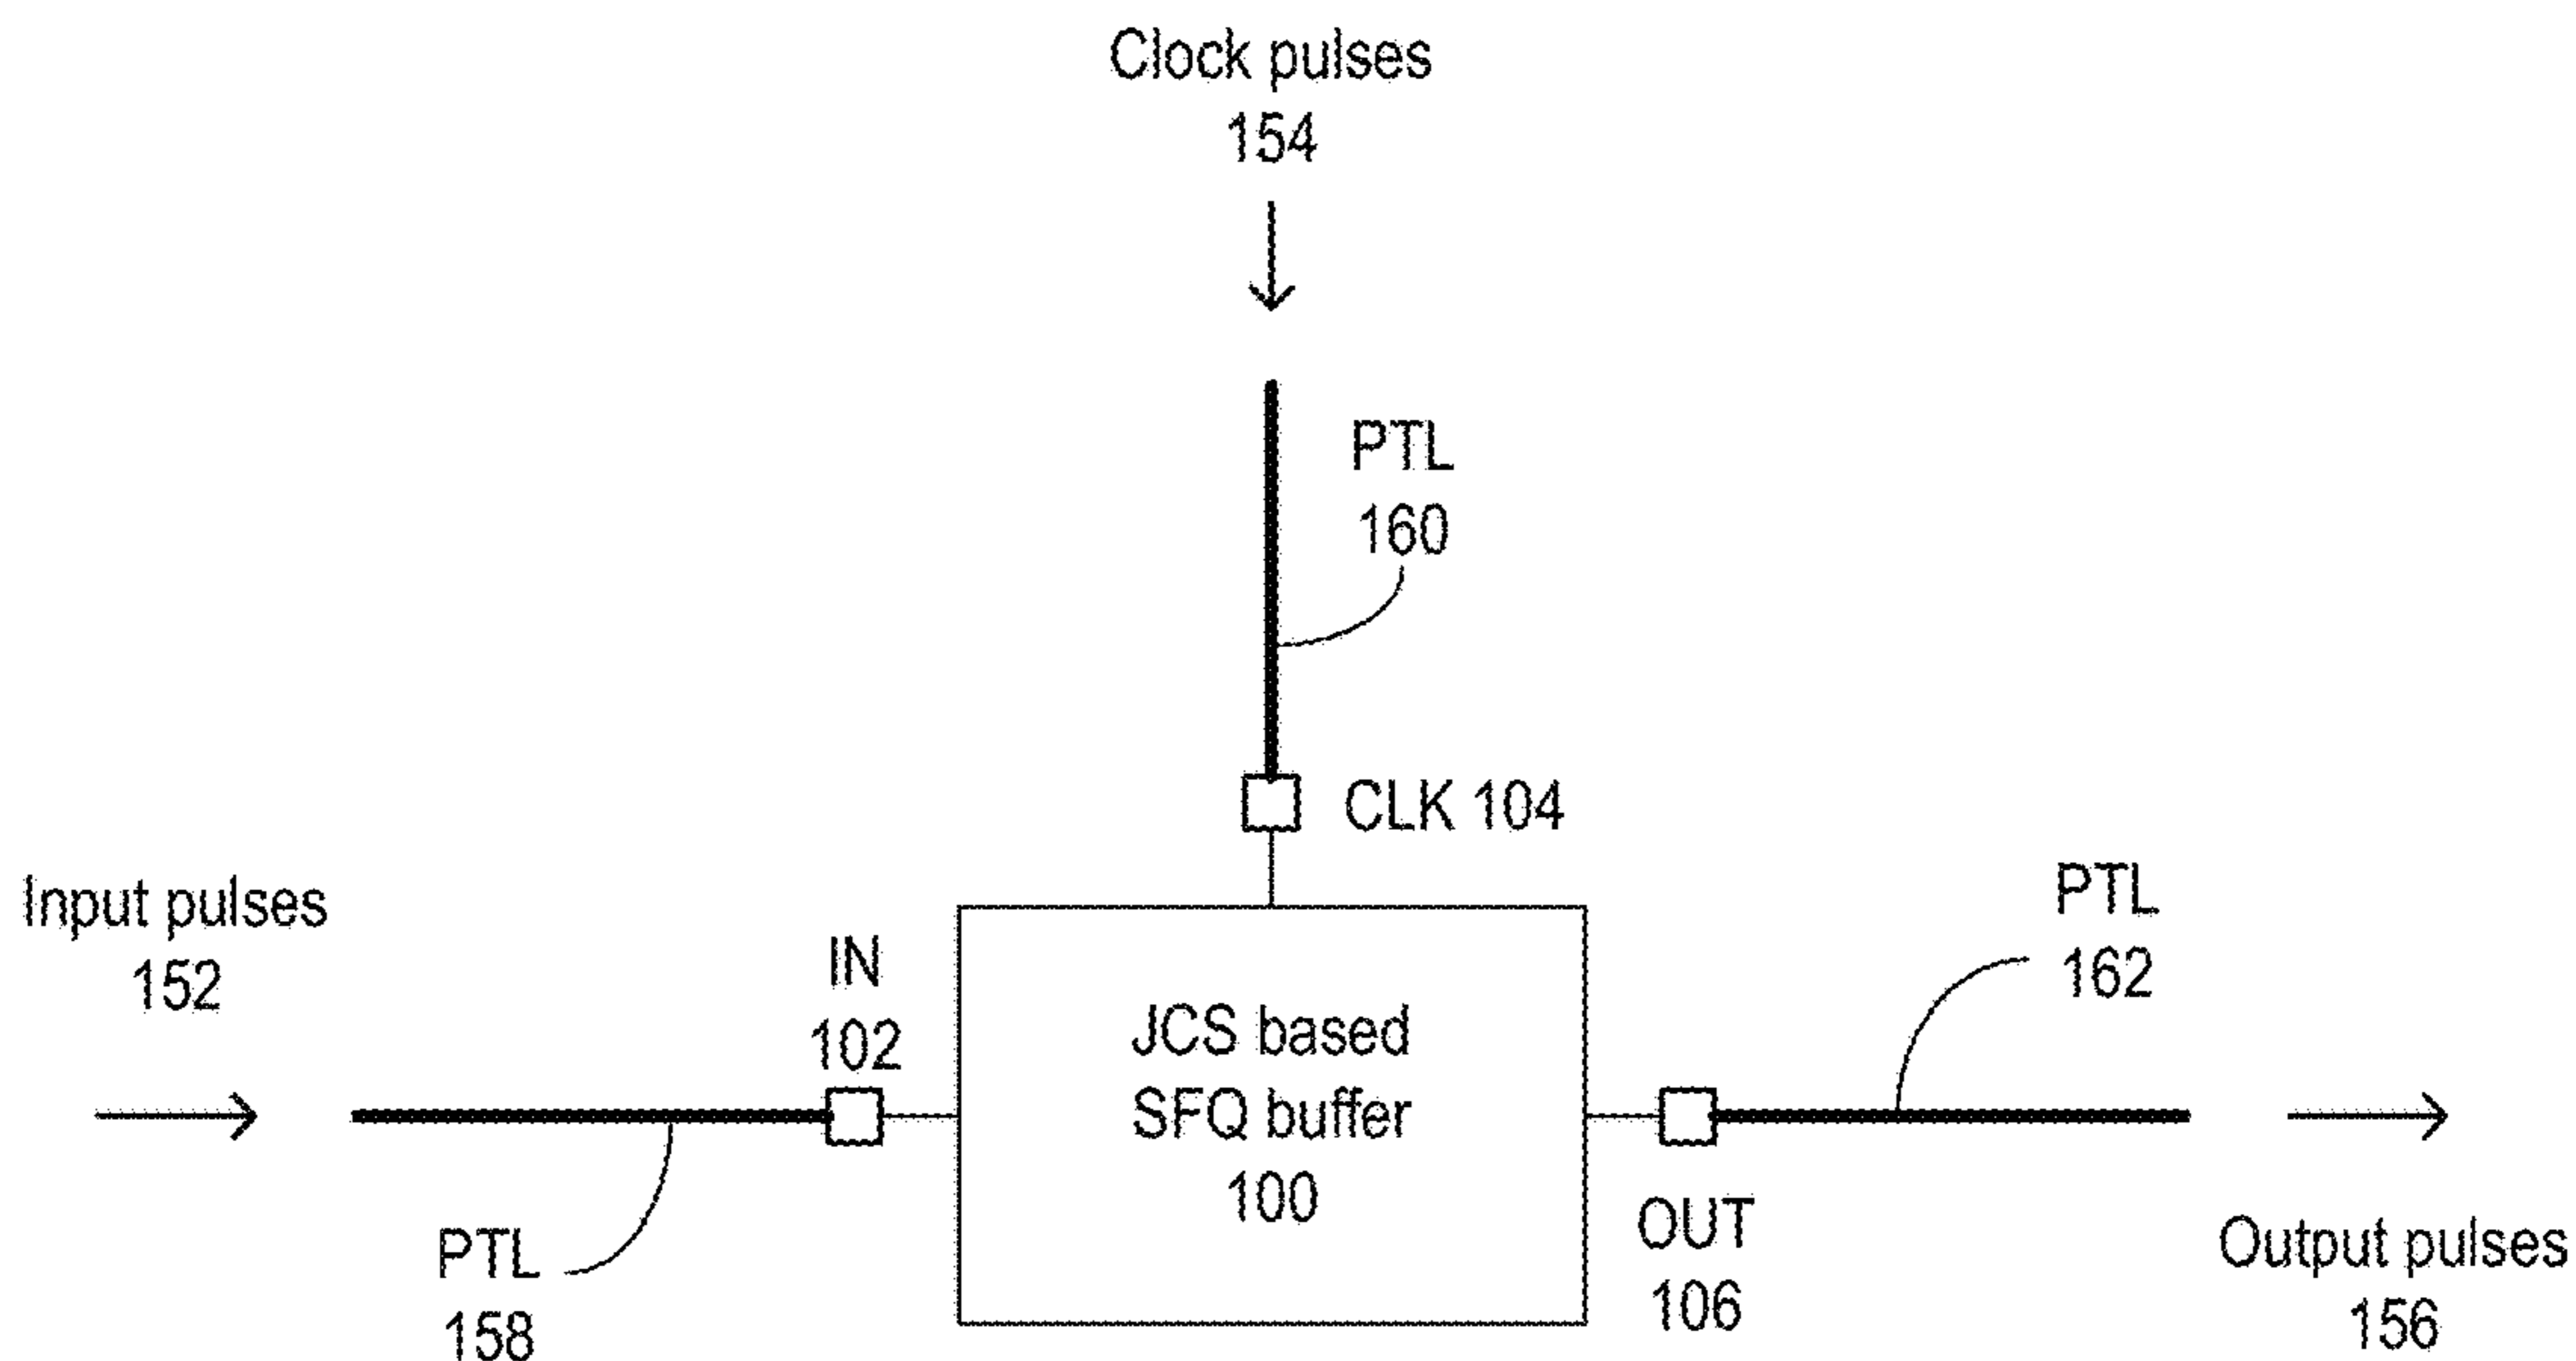 Clock pulses
154
PTL
160
CLK 104
Input pulses
152
IN
102
PTL
158
JCS based
SFQ buffer
100
PTL
162
OUT
106
Output pulses
156